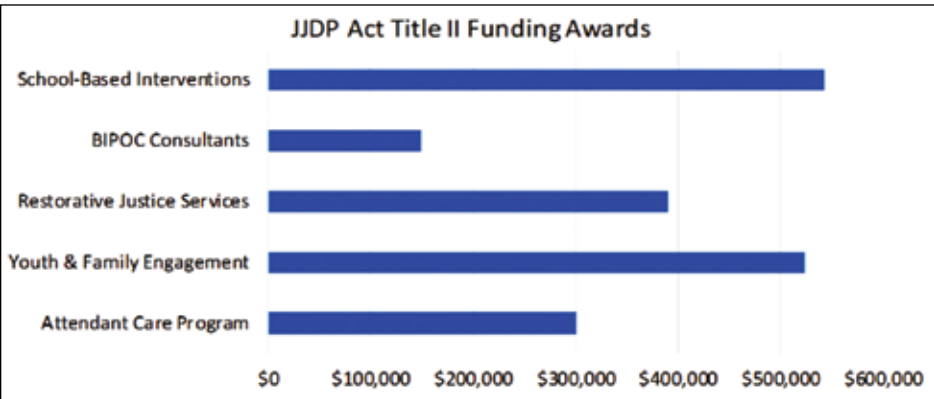 JJDP Act Title II Funding Awards
School-Based Interventions
BIPOC Consultants
Restorative Justice Services
Youth & Family Engagement
Attendant Care Program
$0 $100,000 $200,000 $300,000 $400,000 $500,000 $600,000